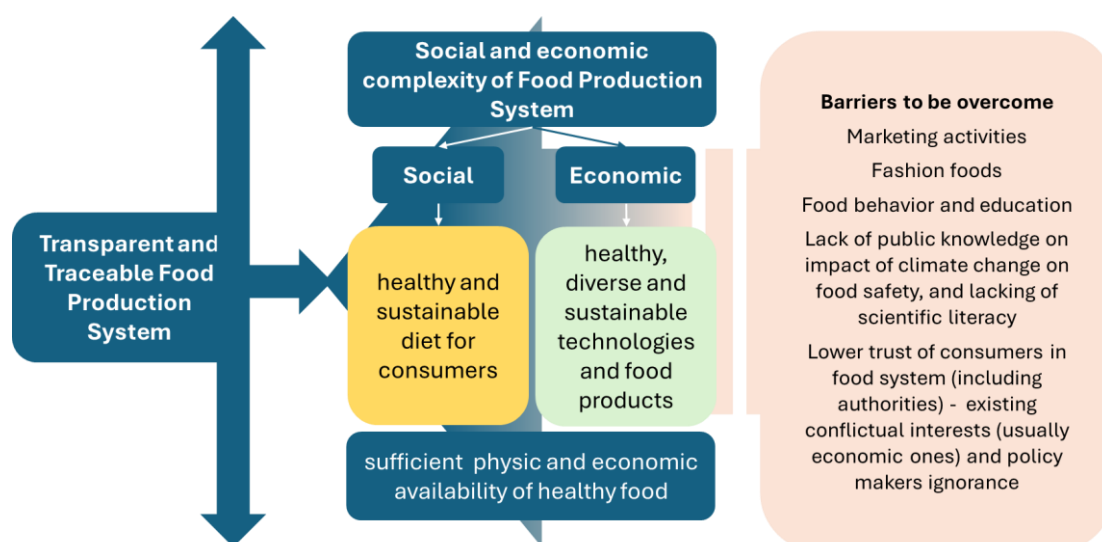 Transparent and
Traceable Food
Production
System
Social and economic
complexity of Food Production
System
Social
Economic
healthy and
sustainable
diet for
consumers
healthy,
diverse and
sustainable
technologies
and food
products
sufficient physic and economic
availability of healthy food
Barriers to be overcome
Marketing activities
Fashion foods
Food behavior and education
Lack of public knowledge on
impact of climate change on
food safety, and lacking of
scientific literacy
Lower trust of consumers in
food system (including
authorities) - existing
conflictual interests (usually
economic ones) and policy
makers ignorance